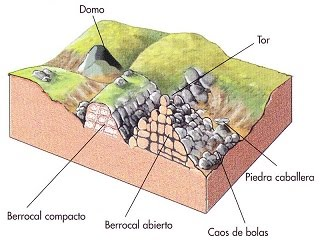 Domo
Tor
Piedra caballera
Berrocal compacto
Berrocal abierto
Caos de bolas